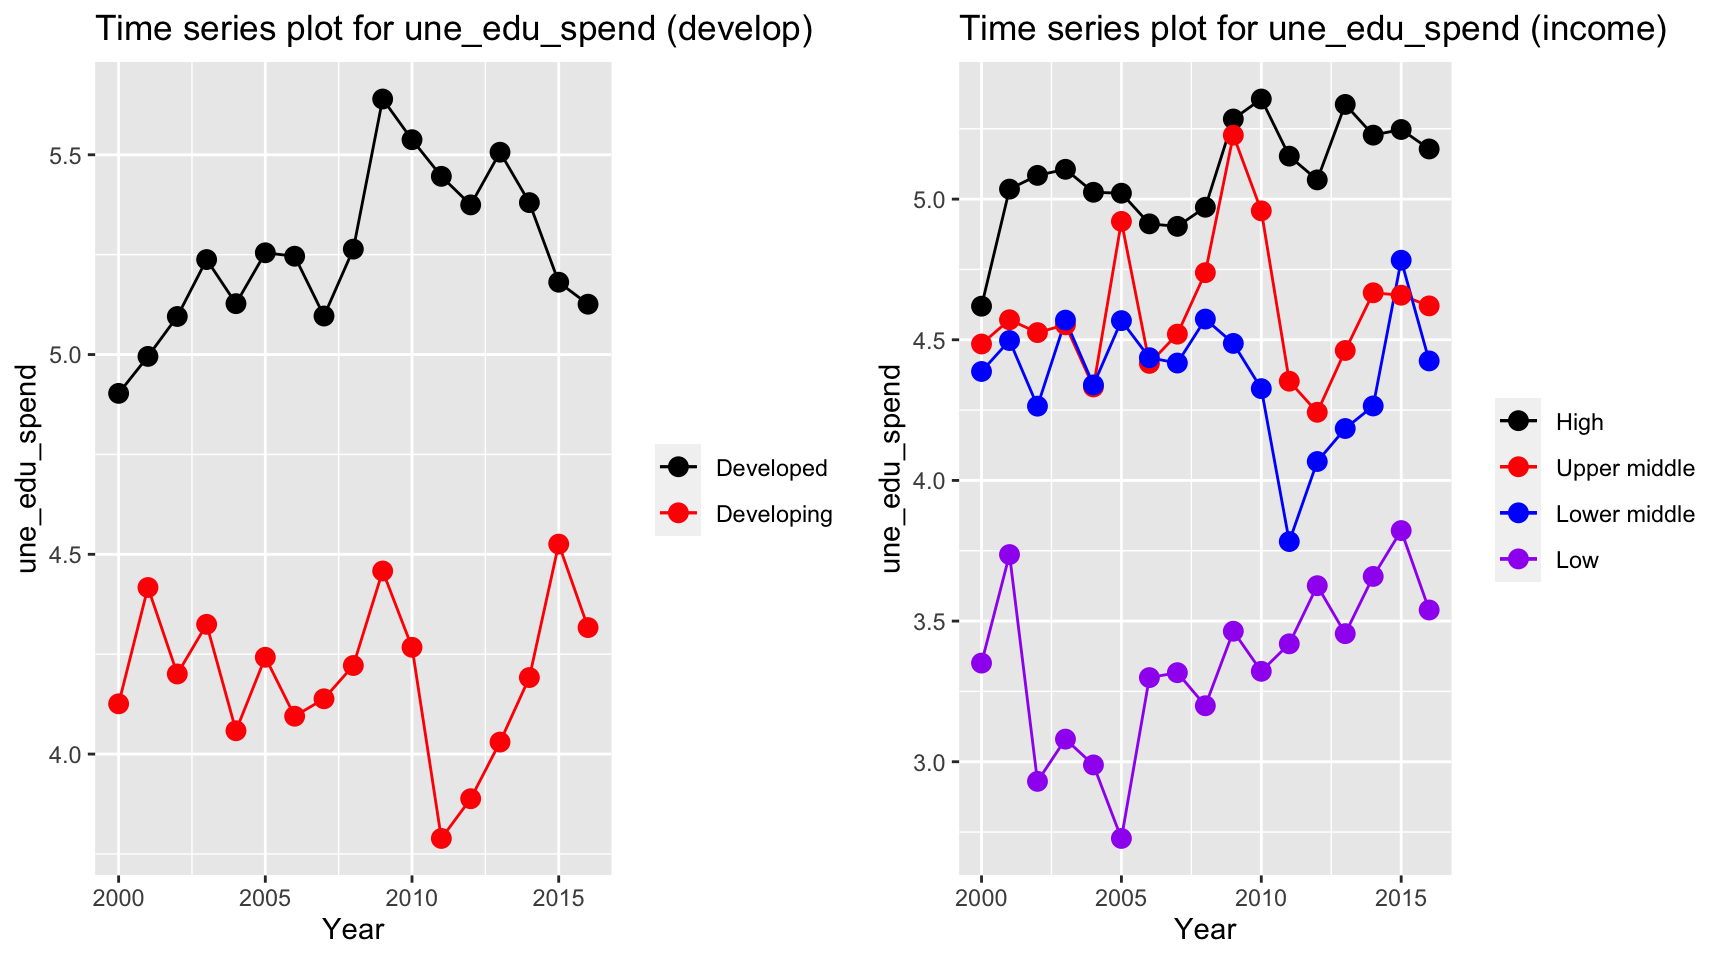 Time series plot for une_edu_spend (develop)
une_edu_spend
5.5
5.0
4.5
4.0
2000 2005 2010 2015
Year
Developed
Developing
Time series plot for une_edu_spend (income)
une_edu_spend
5.0
4.5
4.0
3.5
3.0
2000 2005 2010 2015
Year
High
Upper middle
Lower middle
Low